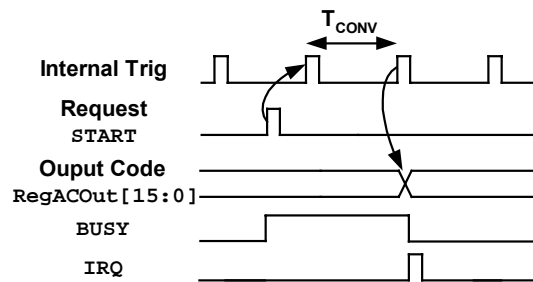 TCONV
Internal Trig
Request
START
Ouput Code
RegACOut[15:0]
BUSY
IRQ